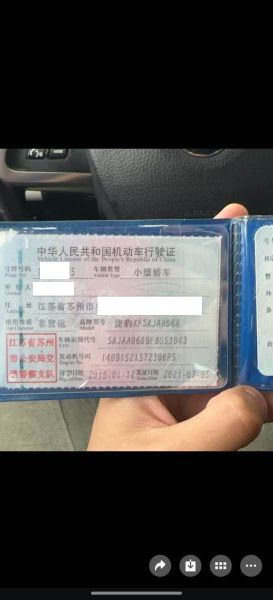 中华人民共和国机动车行驶证
Vehicle License of the People's Republic of China
号牌号码 5 车辆类型 小型轿车
Plate No. Vehicle Type
所有人
Owner
住址 江苏省苏州市
Address
使用性质 非营运 品牌型号 捷豹XFSAJAA068
Use Character Model
江苏省苏州 车辆识别代号
市公安局交 VIN
通警察支队 发动机号码
Engine No.
注册日期 2015-01-12 发证日期 2021-07-05
Register Date Issue Date